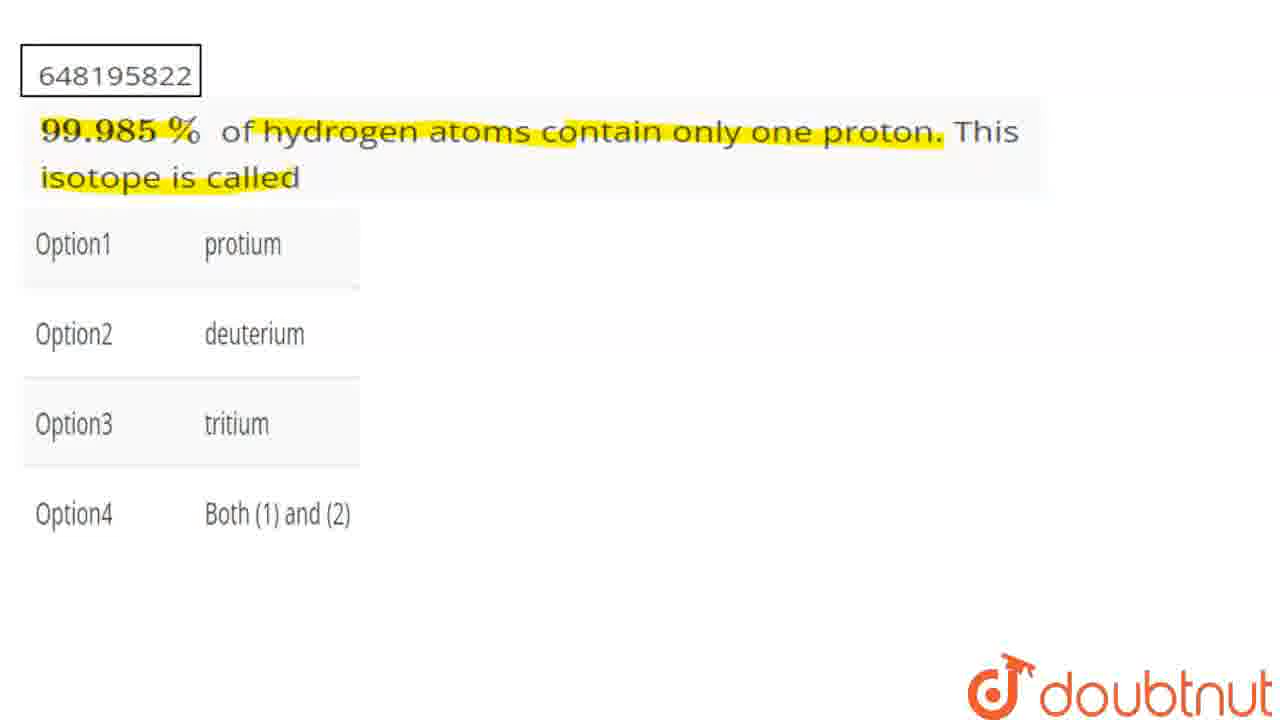 648195822
99.985 % of hydrogen atoms contain only one proton. This
isotope is called
Option1 protium
Option2 deuterium
Option3 tritium
Option4 Both (1) and (2)
doubtnut